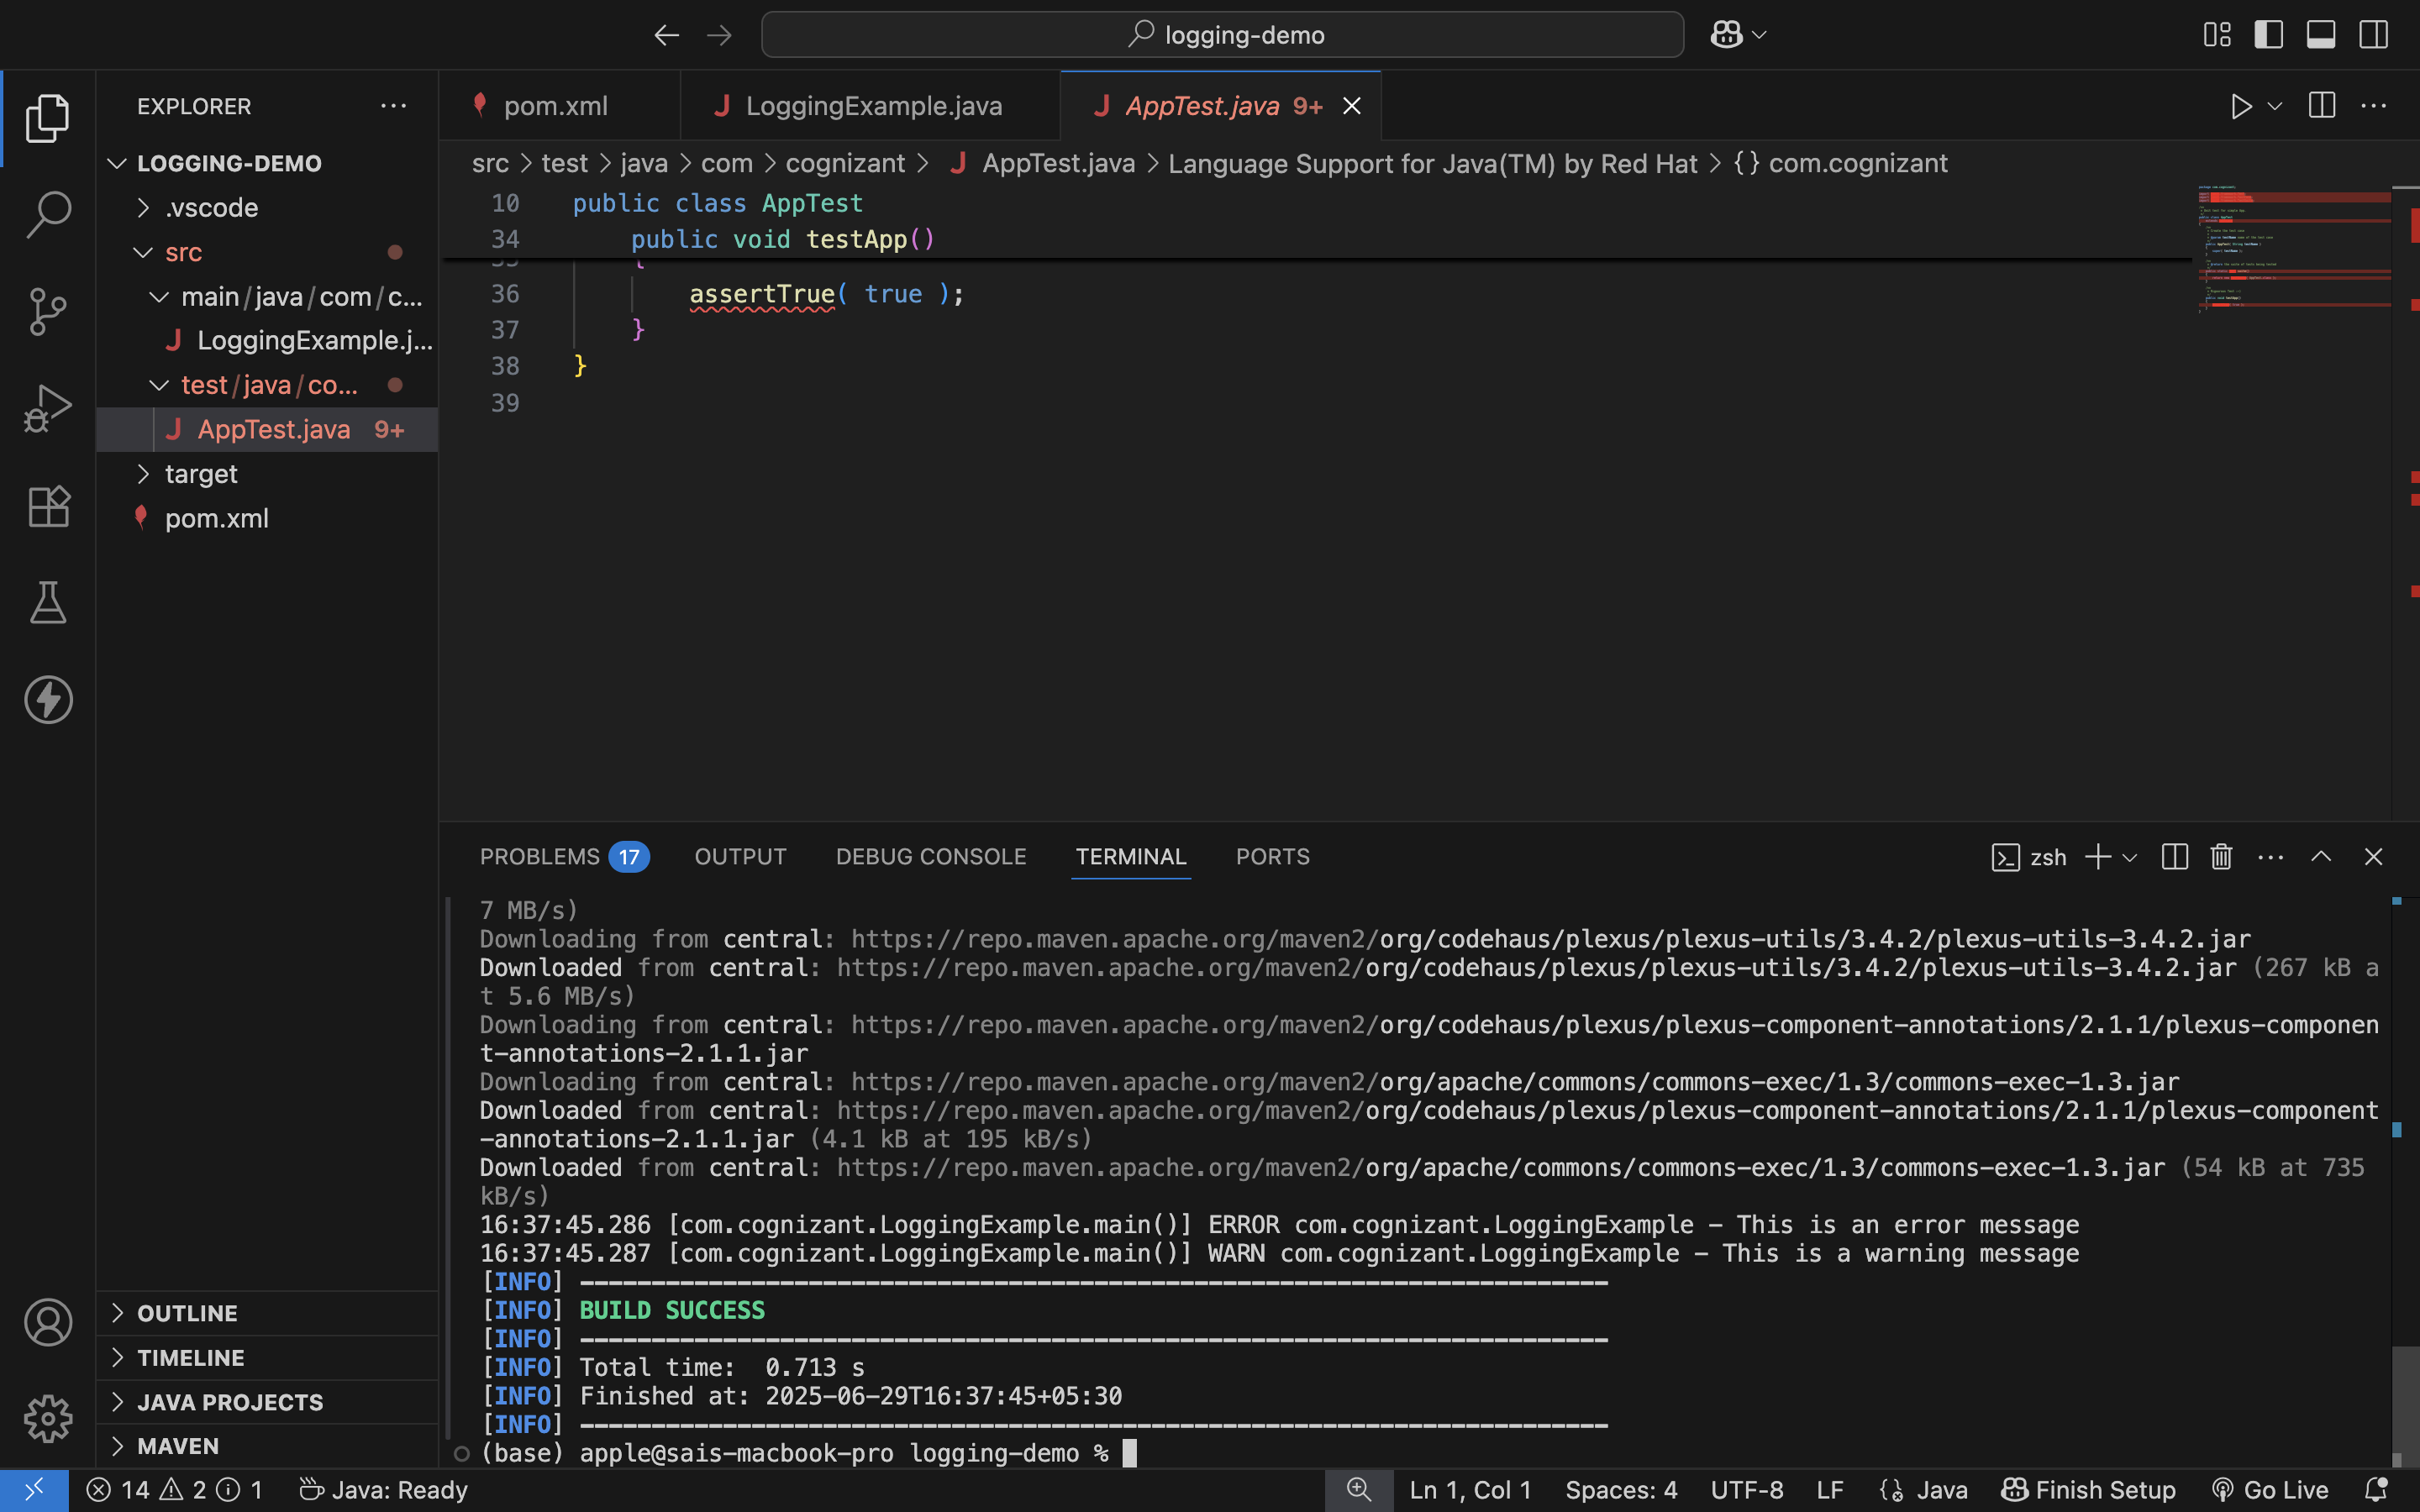 logging-demo
EXPLORER
LOGGING-DEMO
.vscode
src
main/java/com/c...
LoggingExample.j...
test/java/co...
AppTest.java 9+
target
pom.xml
OUTLINE
TIMELINE
JAVA PROJECTS
MAVEN
pom.xml
LoggingExample.java
AppTest.java 9+
src > test > java > com > cognizant > AppTest.java > Language Support for Java(TM) by Red Hat > {} com.cognizant
10 public class AppTest
34 public void testApp()
35 {
36 assertTrue( true );
37 }
38 }
39
PROBLEMS 17 OUTPUT DEBUG CONSOLE TERMINAL PORTS
zsh
7 MB/s)
Downloading from central: https://repo.maven.apache.org/maven2/org/codehaus/plexus/plexus-utils/3.4.2/plexus-utils-3.4.2.jar
Downloaded from central: https://repo.maven.apache.org/maven2/org/codehaus/plexus/plexus-utils/3.4.2/plexus-utils-3.4.2.jar (267 kB a
t 5.6 MB/s)
Downloading from central: https://repo.maven.apache.org/maven2/org/codehaus/plexus/plexus-component-annotations/2.1.1/plexus-componen
t-annotations-2.1.1.jar
Downloading from central: https://repo.maven.apache.org/maven2/org/apache/commons/commons-exec/1.3/commons-exec-1.3.jar
Downloaded from central: https://repo.maven.apache.org/maven2/org/codehaus/plexus/plexus-component-annotations/2.1.1/plexus-component
-annotations-2.1.1.jar (4.1 kB at 195 kB/s)
Downloaded from central: https://repo.maven.apache.org/maven2/org/apache/commons/commons-exec/1.3/commons-exec-1.3.jar (54 kB at 735
kB/s)
16:37:45.286 [com.cognizant.LoggingExample.main()] ERROR com.cognizant.LoggingExample - This is an error message
16:37:45.287 [com.cognizant.LoggingExample.main()] WARN com.cognizant.LoggingExample - This is a warning message
[INFO] ------------------------------------------------------------------------
[INFO] BUILD SUCCESS
[INFO] ------------------------------------------------------------------------
[INFO] Total time:  0.713 s
[INFO] Finished at: 2025-06-29T16:37:45+05:30
[INFO] ------------------------------------------------------------------------
(base) apple@sais-macbook-pro logging-demo %
14 2 1 Java: Ready Ln 1, Col 1 Spaces: 4 UTF-8 LF Java Finish Setup Go Live